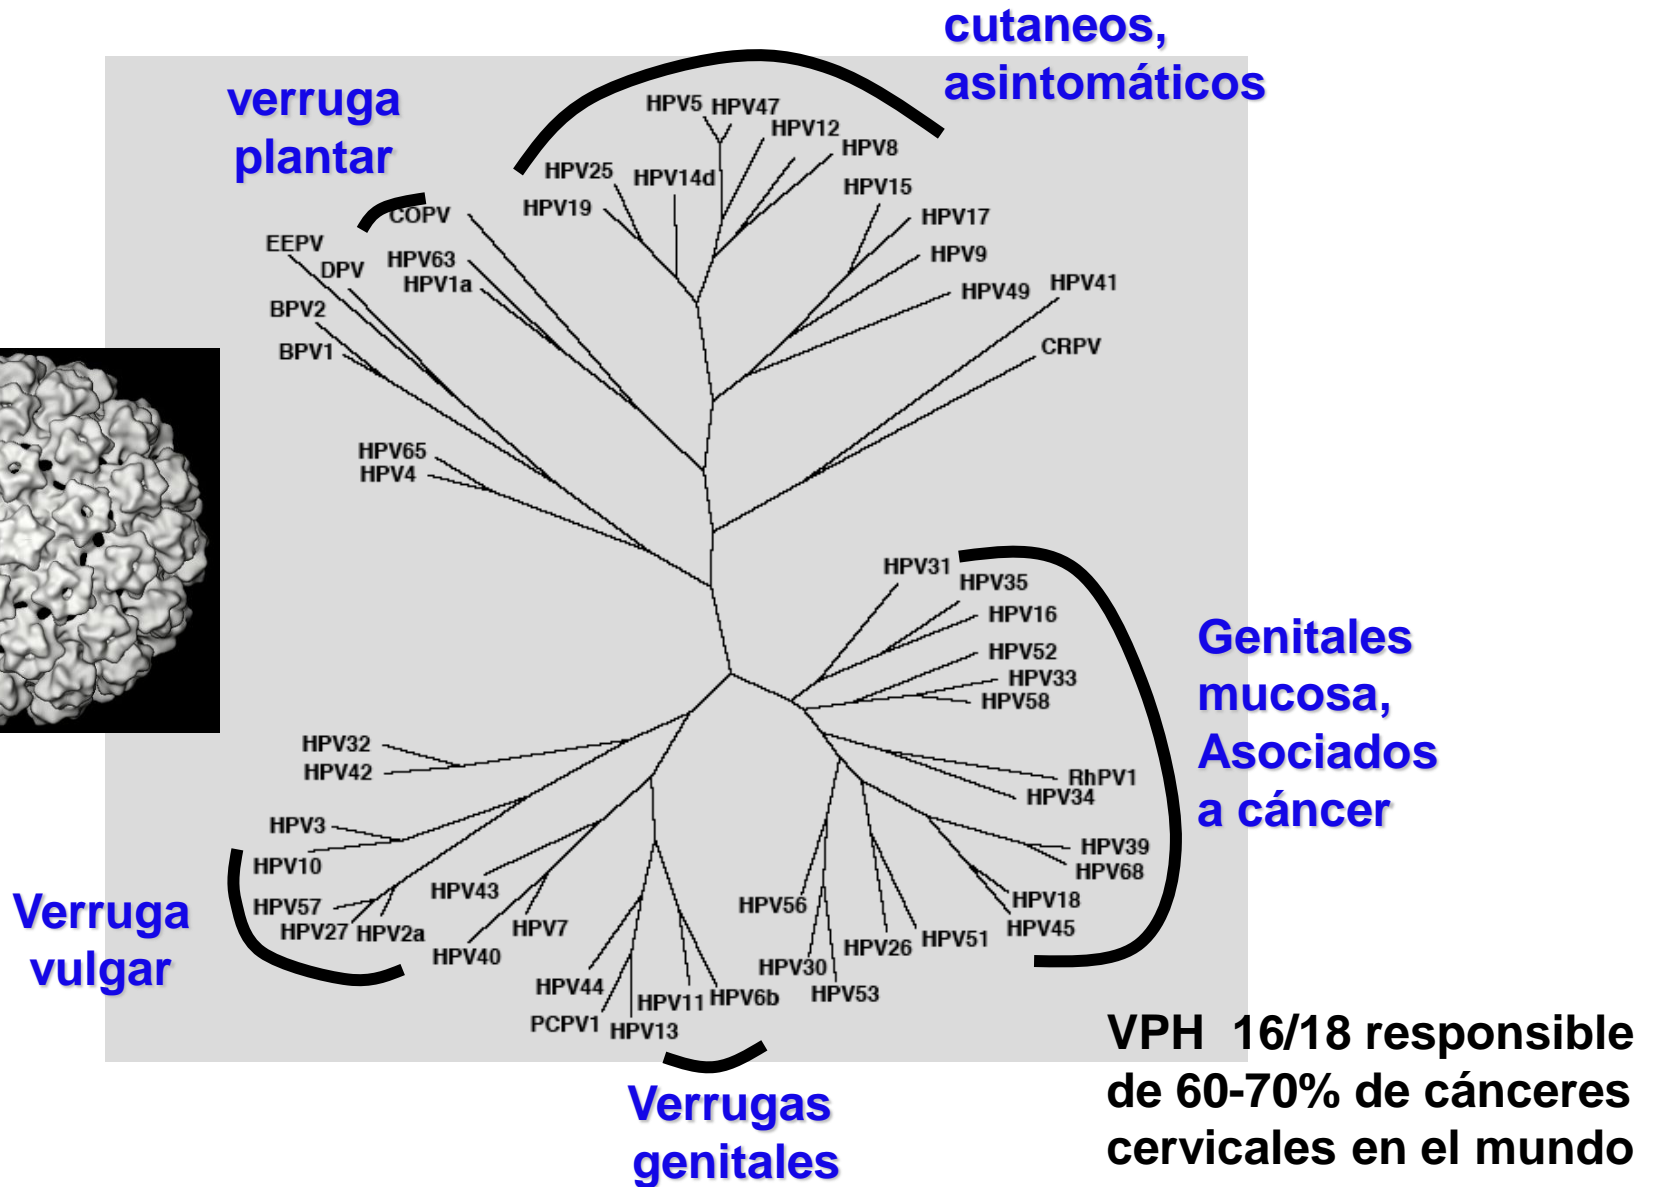 cutaneos,
asintomáticos
verruga
plantar
HPV5 HPV47
HPV12
HPV8
HPV25
HPV14d
HPV15
HPV19
HPV17
COPV
EEPV
HPV9
HPV63
DPV
HPV1a
HPV49
HPV41
BPV2
BPV1
CRPV
HPV65
HPV4
HPV31
HPV35
HPV16
HPV52
HPV33
HPV58
Genitales
mucosa,
Asociados
a cáncer
HPV32
HPV42
RhPV1
HPV34
HPV3
HPV10
HPV39
HPV68
HPV43
HPV18
HPV57
HPV27 HPV2a
HPV7
HPV40
HPV56
HPV45
HPV51
HPV26
HPV30
HPV53
HPV44
HPV11 HPV6b
PCPV1 HPV13
Verruga
vulgar
Verrugas
genitales
VPH 16/18 responsible
de 60-70% de cánceres
cervicales en el mundo